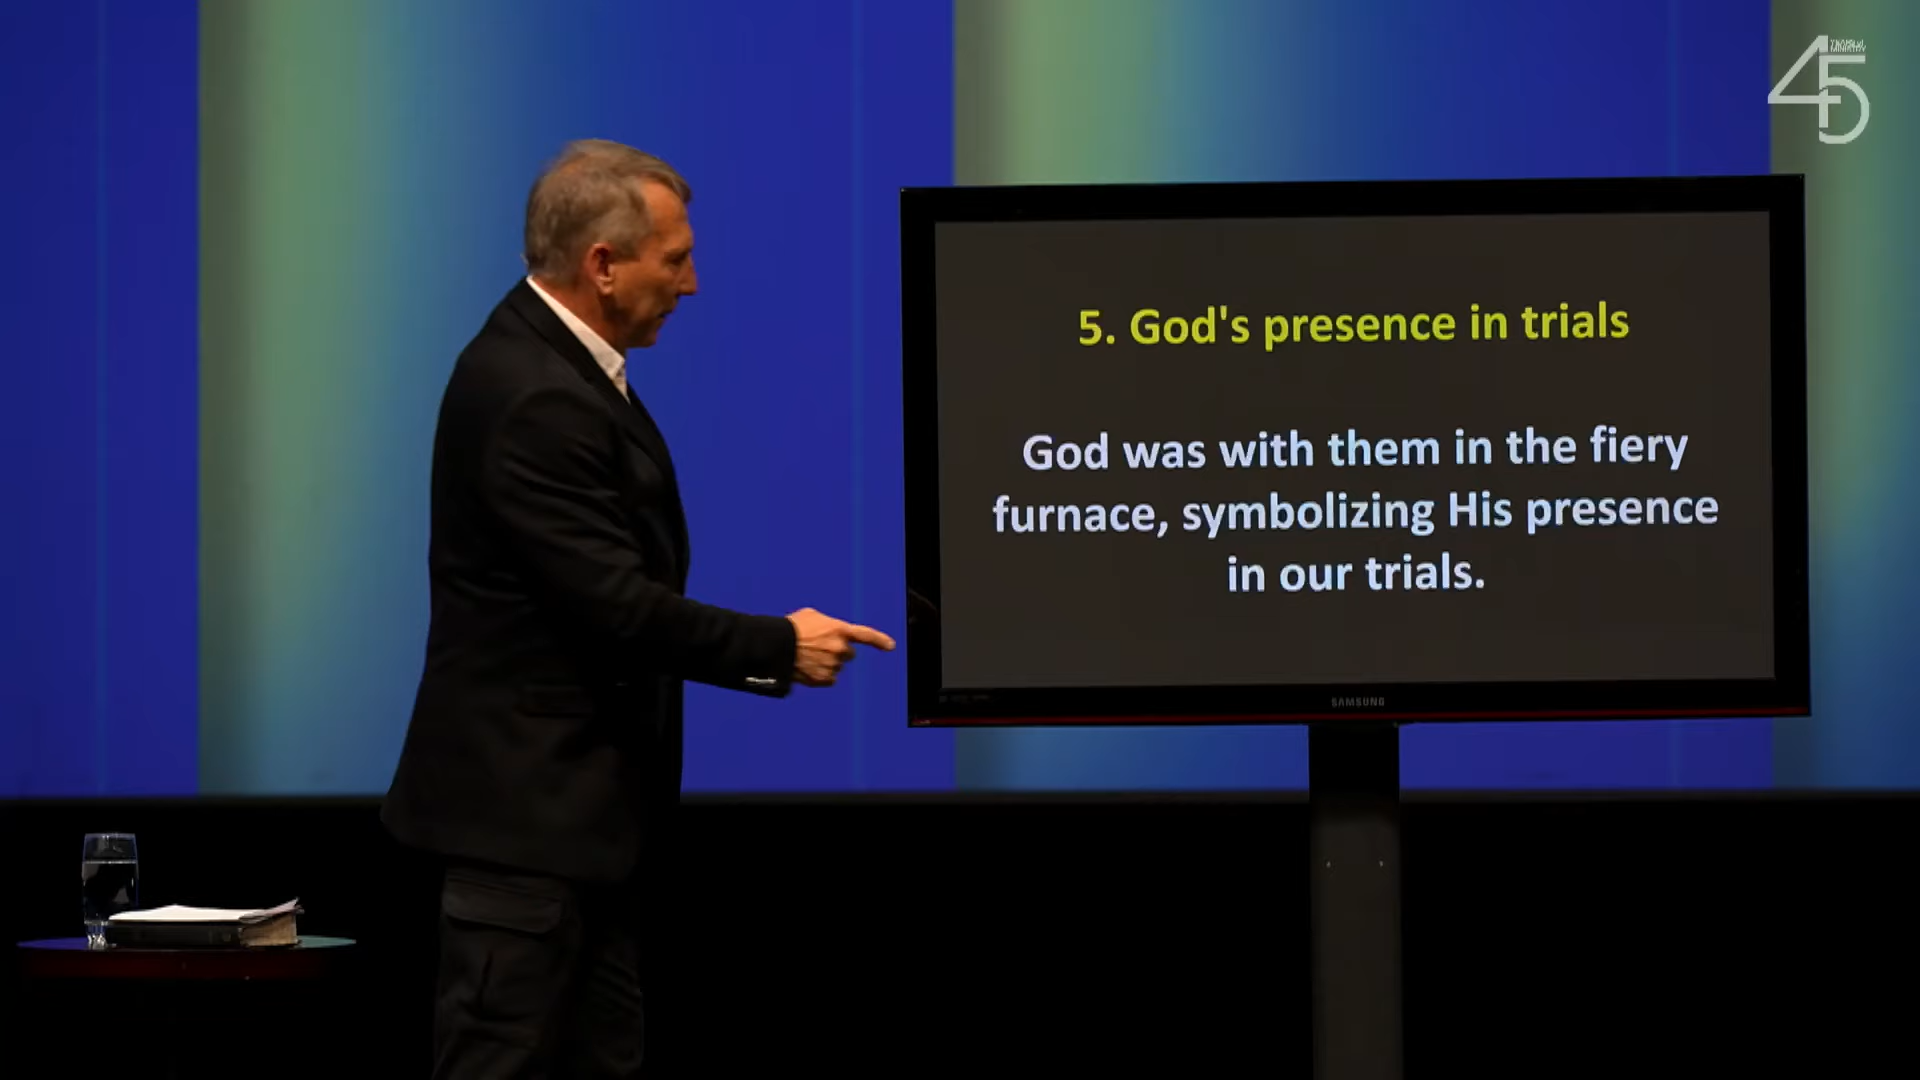 45
5. God's presence in trials
God was with them in the fiery
furnace, symbolizing His presence
in our trials.
SAMSUNG